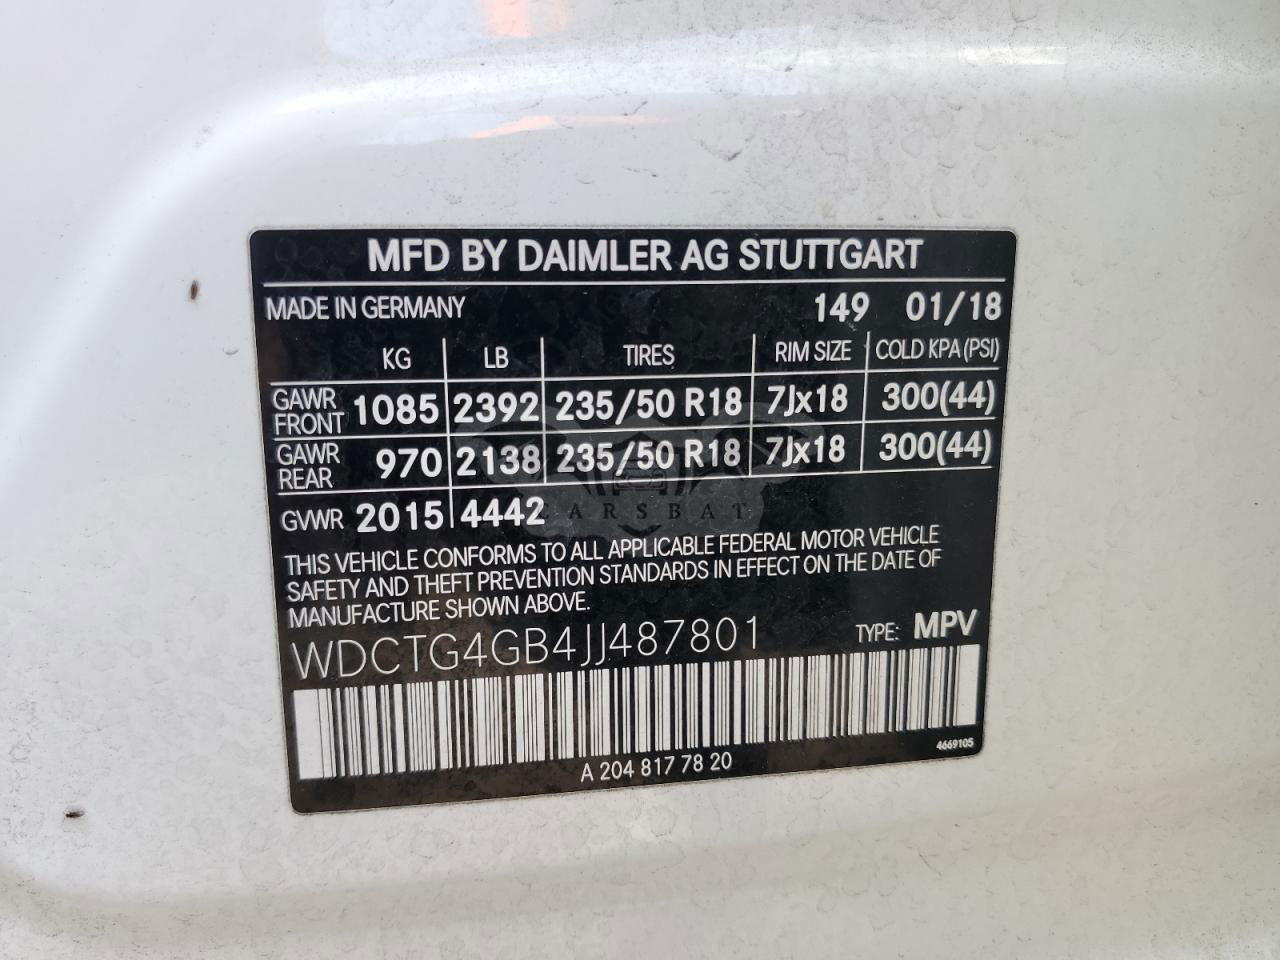 MFD BY DAIMLER AG STUTTGART
MADE IN GERMANY 149 01/18
KG LB TIRES RIM SIZE COLD KPA (PSI)
GAWR FRONT 1085 2392 235/50 R18 7Jx18 300(44)
GAWR REAR 970 2138 235/50 R18 7Jx18 300(44)
GVWR 2015 4442
CARSBAT
THIS VEHICLE CONFORMS TO ALL APPLICABLE FEDERAL MOTOR VEHICLE
SAFETY AND THEFT PREVENTION STANDARDS IN EFFECT ON THE DATE OF
MANUFACTURE SHOWN ABOVE.
WDCTG4GB4JJ487801 TYPE: MPV
4669105
A 204 817 78 20